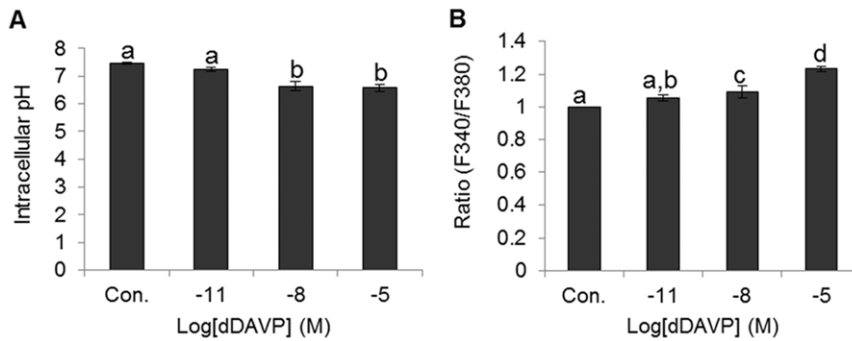 A
B
Intracellular pH
8
7
6
5
4
3
2
1
0
a
a
b
b
Con.
-11
-8
-5
Log[dDAVP] (M)
Ratio (F340/F380)
1.4
1.2
1
0.8
0.6
0.4
0.2
0
a
a,b
c
d
Con.
-11
-8
-5
Log[dDAVP] (M)